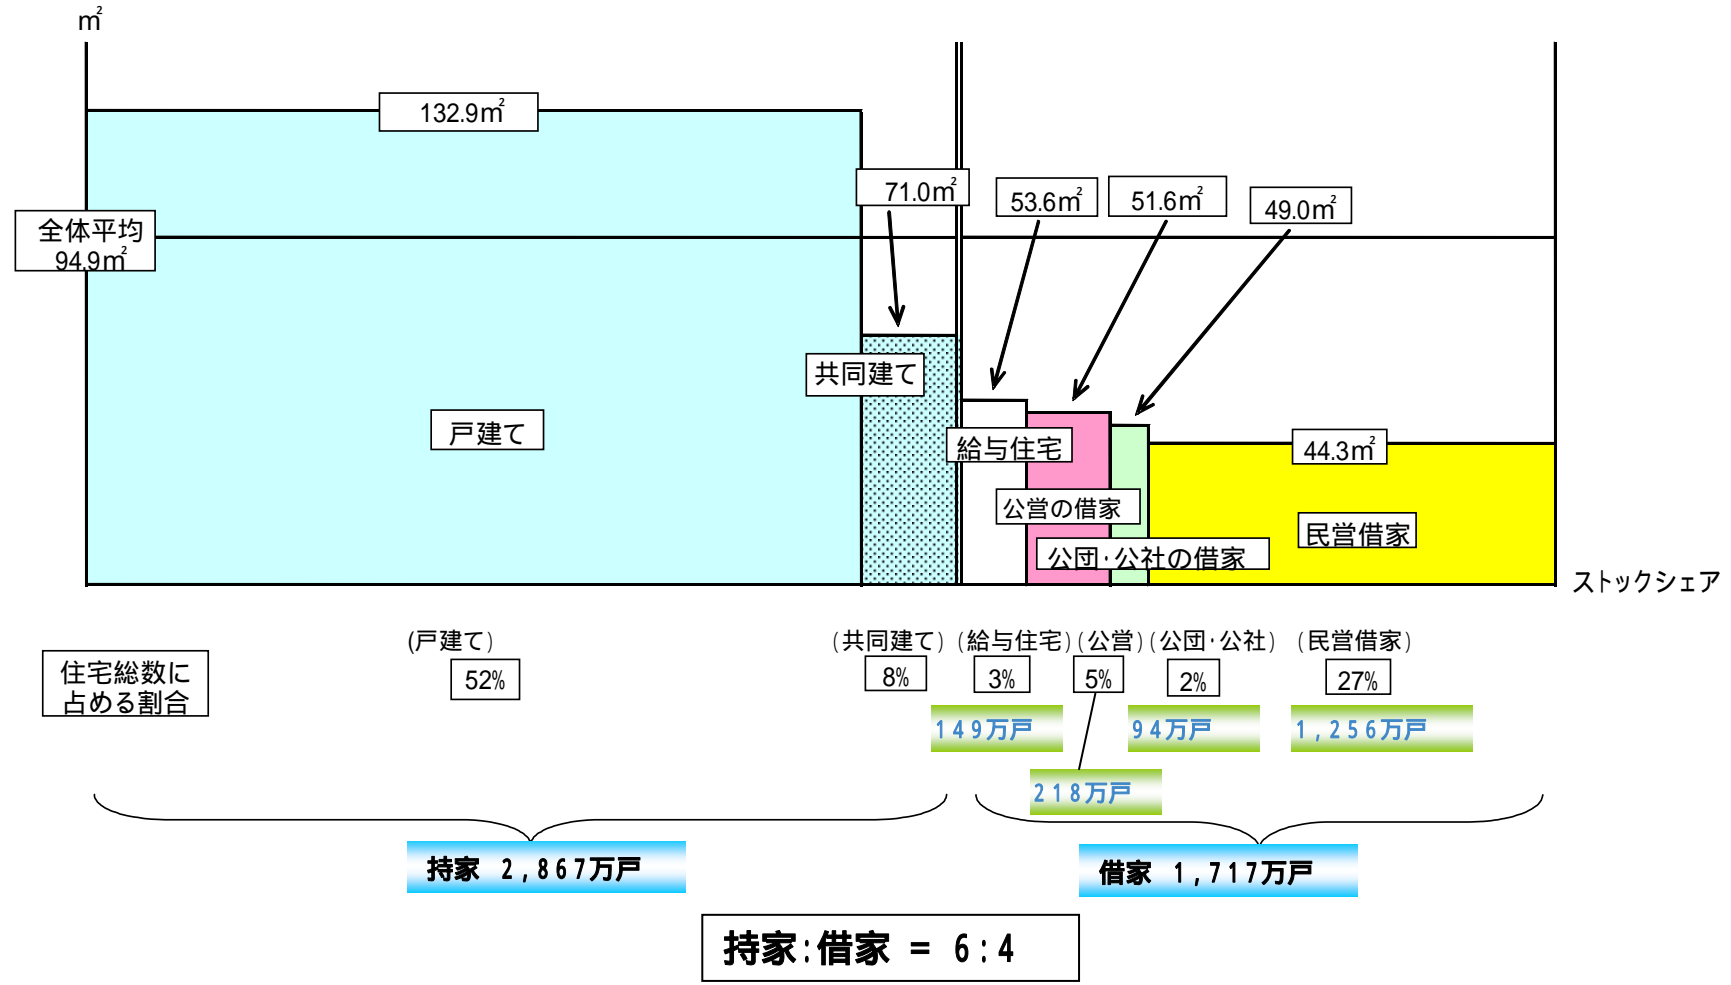 ㎡
132.9㎡
71.0㎡
53.6㎡
51.6㎡
49.0㎡
全体平均
94.9㎡
共同建て
戸建て
給与住宅
44.3㎡
公営の借家
民営借家
公団・公社の借家
ストックシェア
(戸建て)
(共同建て)
(給与住宅)
(公営)
(公団・公社)
(民営借家)
住宅総数に
占める割合
52%
8%
3%
5%
2%
27%
149万戸
94万戸
1,256万戸
218万戸
持家 2,867万戸
借家 1,717万戸
持家:借家 = 6:4